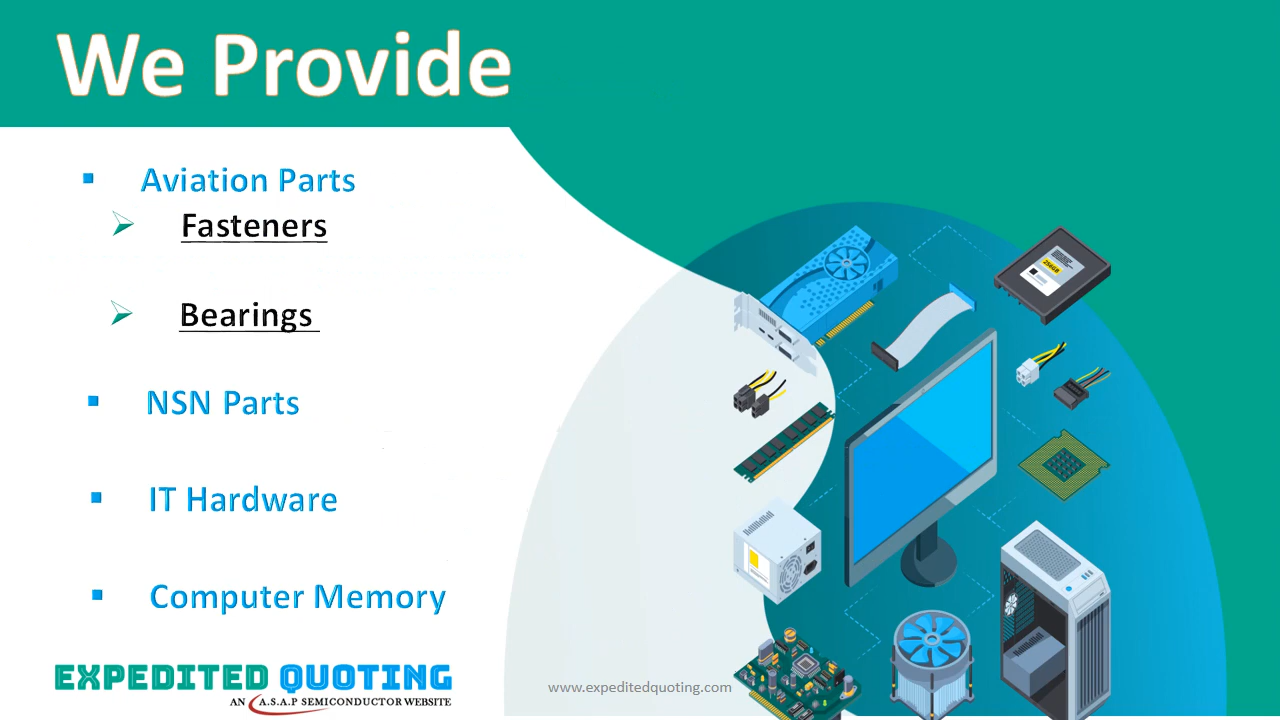 We Provide
Aviation Parts
Fasteners
Bearings
NSN Parts
IT Hardware
Computer Memory
256GB
EXPEDITED QUOTING
AN A.S.A.P SEMICONDUCTOR WEBSITE
www.expeditedquoting.com